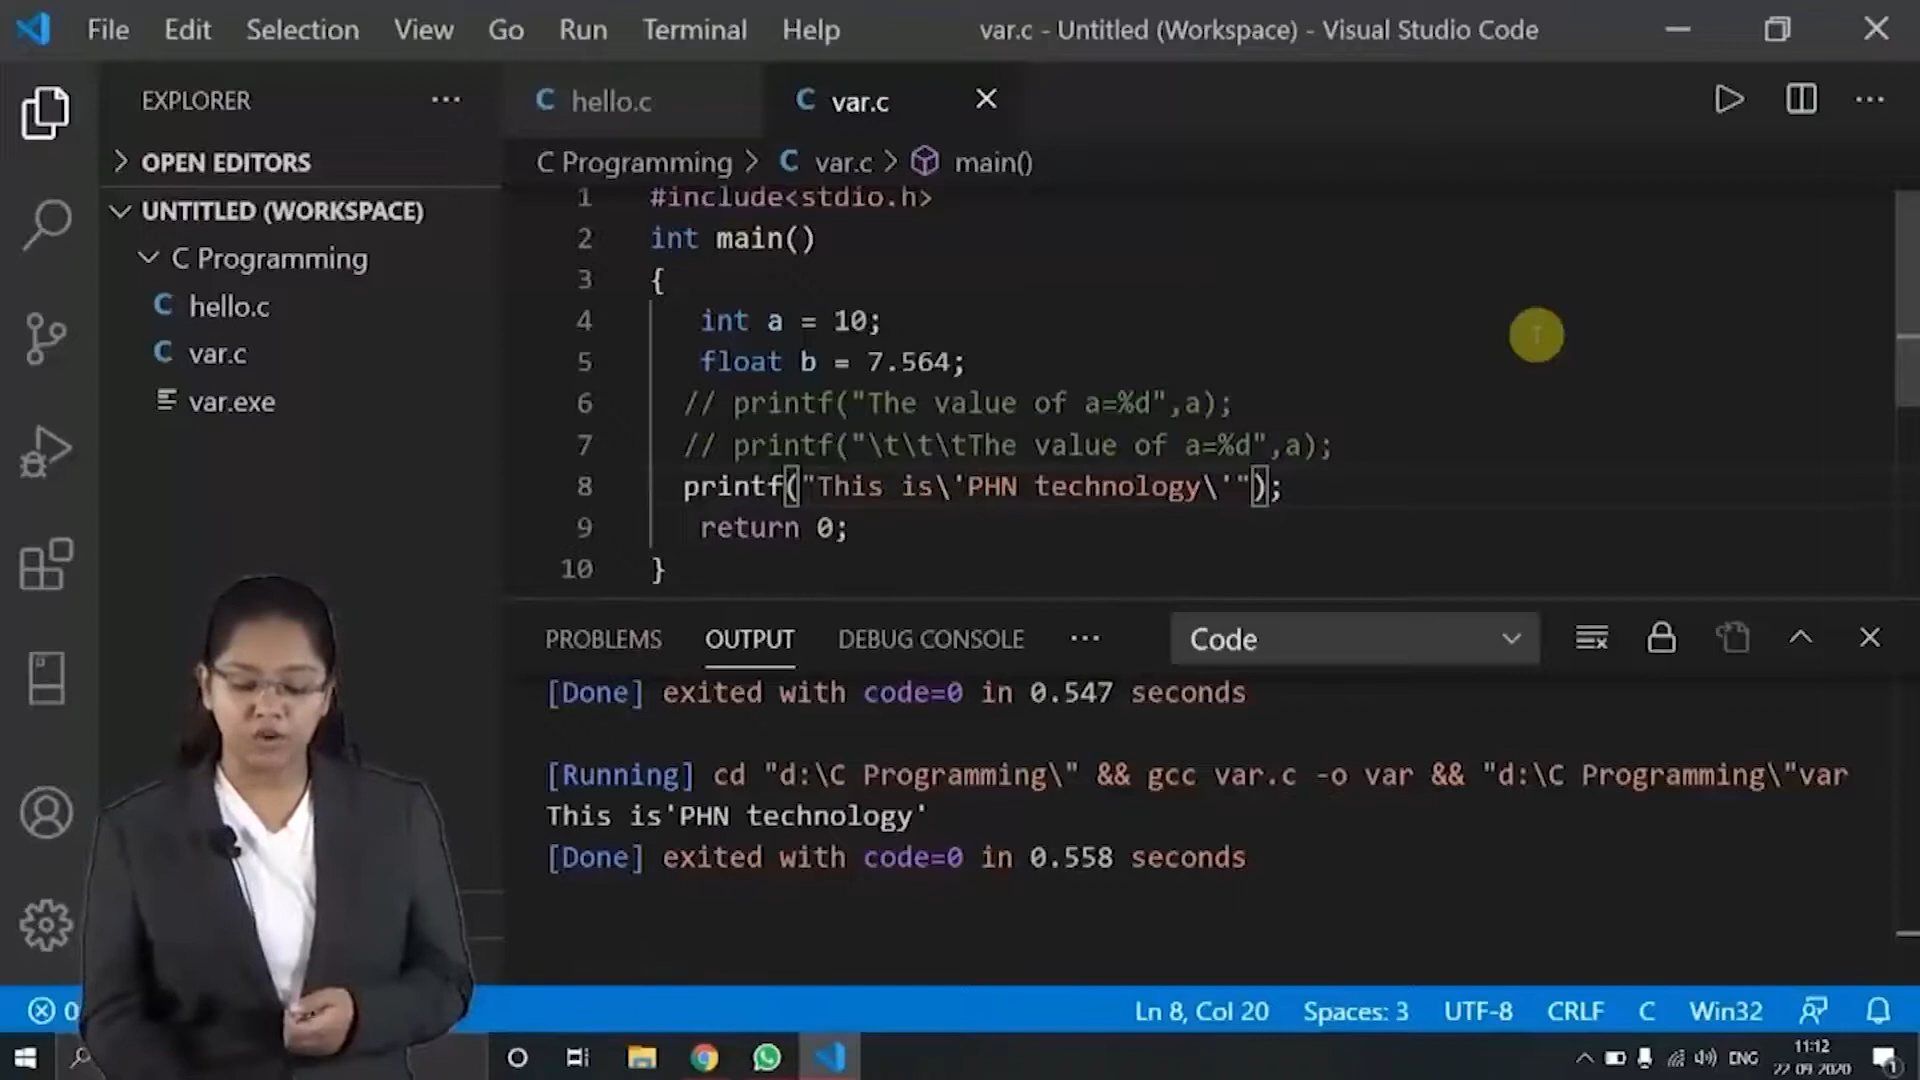 File Edit Selection View Go Run Terminal Help var.c - Untitled (Workspace) - Visual Studio Code
EXPLORER
OPEN EDITORS
UNTITLED (WORKSPACE)
C Programming
C hello.c
C var.c
var.exe
C hello.c C var.c
C Programming > C var.c > main()
1 #include<stdio.h>
2 int main()
3 {
4 int a = 10;
5 float b = 7.564;
6 // printf("The value of a=%d",a);
7 // printf("\t\t\tThe value of a=%d",a);
8 printf("This is\'PHN technology\'");
9 return 0;
10 }
PROBLEMS OUTPUT DEBUG CONSOLE ... Code
[Done] exited with code=0 in 0.547 seconds
[Running] cd "d:\C Programming\" && gcc var.c -o var && "d:\C Programming\"var
This is'PHN technology'
[Done] exited with code=0 in 0.558 seconds
0 Ln 8, Col 20 Spaces: 3 UTF-8 CRLF C Win32
ENG 11:12
22-09-2020
1